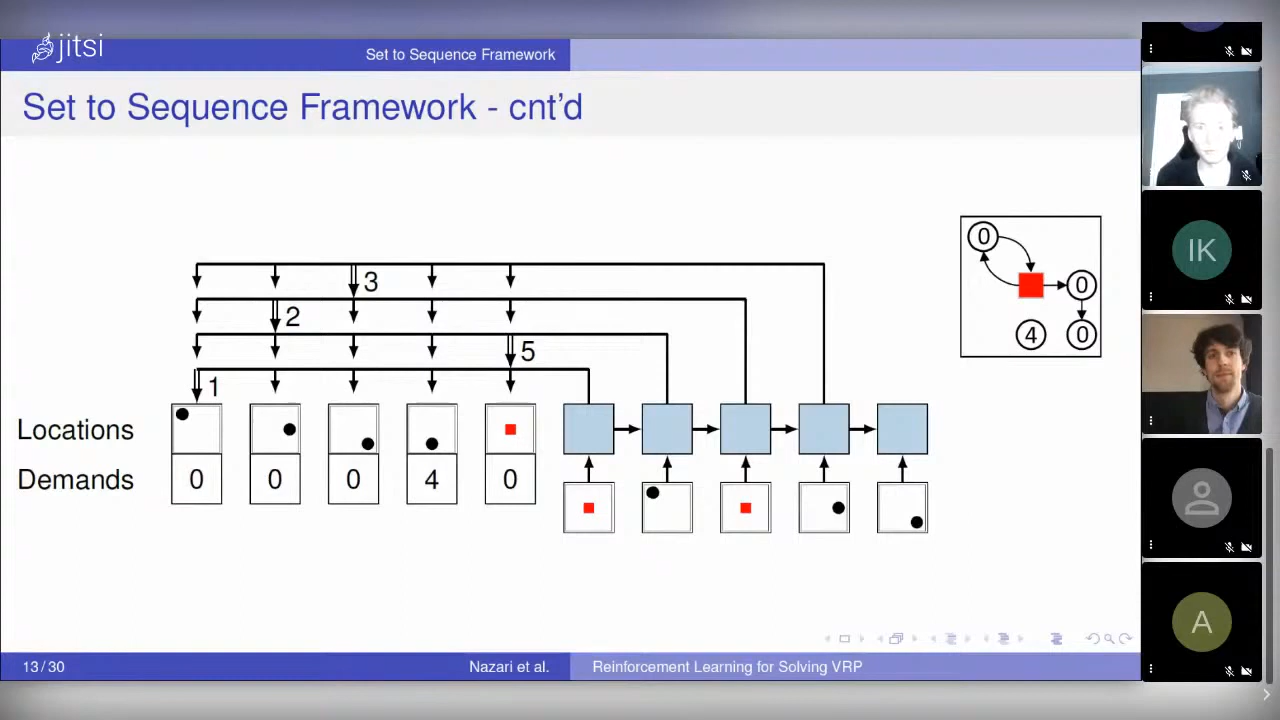 jitsi
Set to Sequence Framework
Set to Sequence Framework - cnt'd
0
0
4
0
3
2
5
1
Locations
Demands 0 0 0 4 0
IK
A
13/30 Nazari et al. Reinforcement Learning for Solving VRP